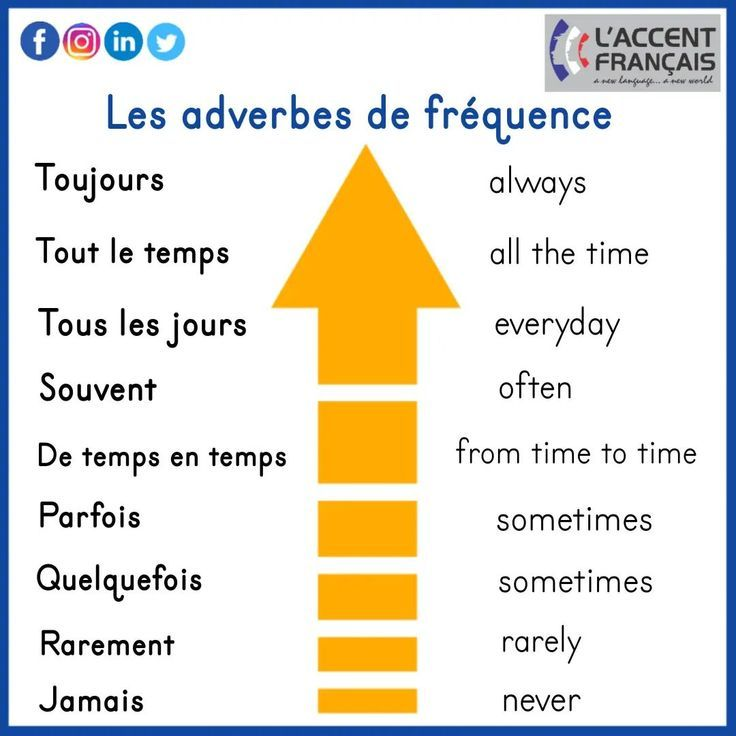 L'ACCENT
FRANÇAIS
a new language... a new world
Les adverbes de fréquence
Toujours always
Tout le temps all the time
Tous les jours everyday
Souvent often
De temps en temps from time to time
Parfois sometimes
Quelquefois sometimes
Rarement rarely
Jamais never